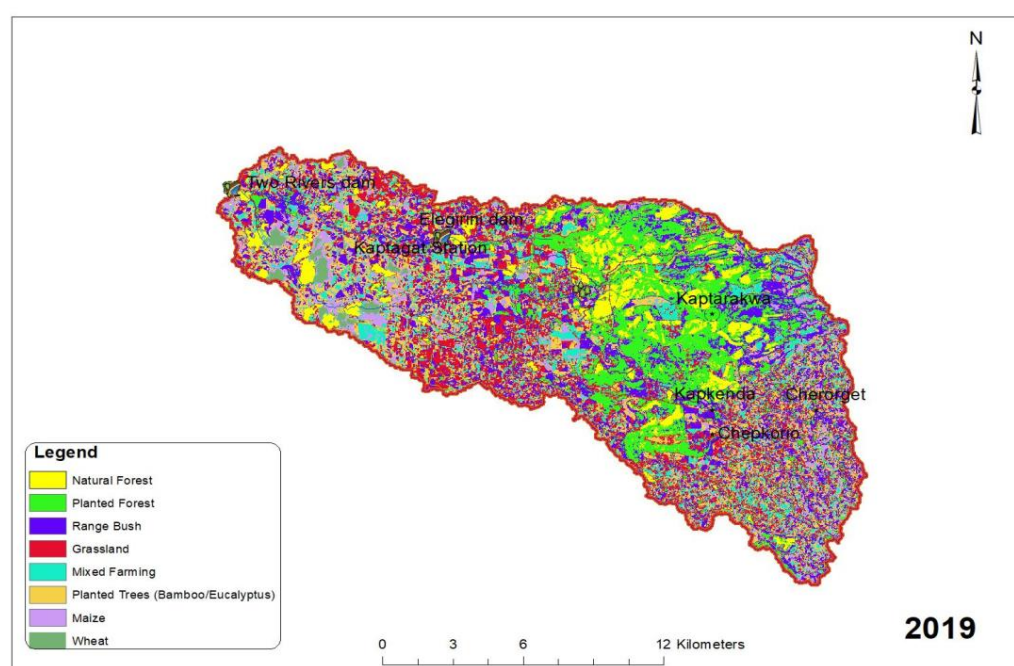 N
Two Rivers dam
Elegirini dam
Kaptagat Station
Kaptarakwa
Kapkenda
Cherorget
Chepkorio
Legend
Natural Forest
Planted Forest
Range Bush
Grassland
Mixed Farming
Planted Trees (Bamboo/Eucalyptus)
Maize
Wheat
2019
0 3 6 12 Kilometers